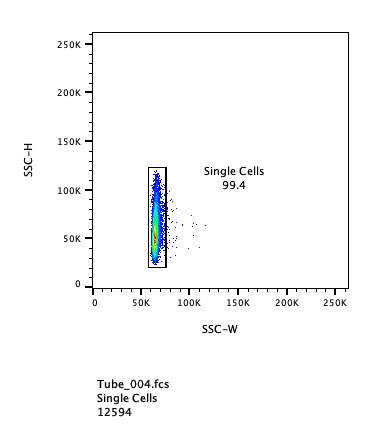 250K
200K
150K
100K
50K
0
SSC-H
Single Cells
99.4
0 50K 100K 150K 200K 250K
SSC-W
Tube_004.fcs
Single Cells
12594